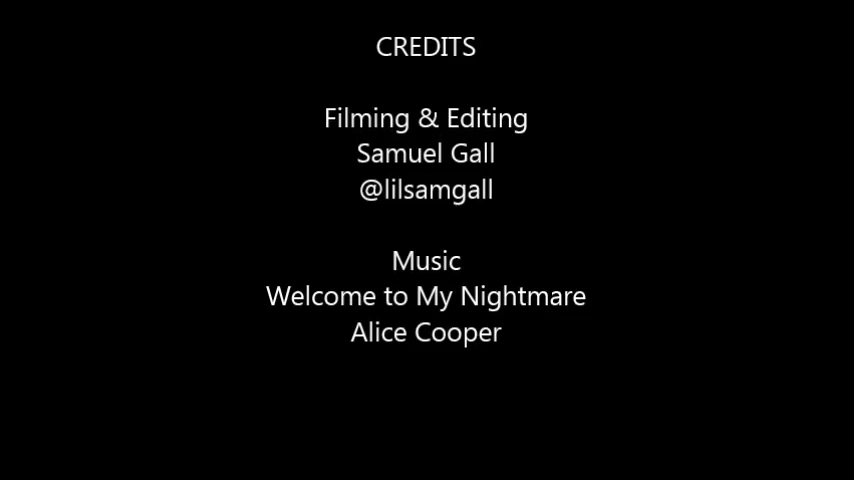 CREDITS
Filming & Editing
Samuel Gall
@lilsamgall
Music
Welcome to My Nightmare
Alice Cooper